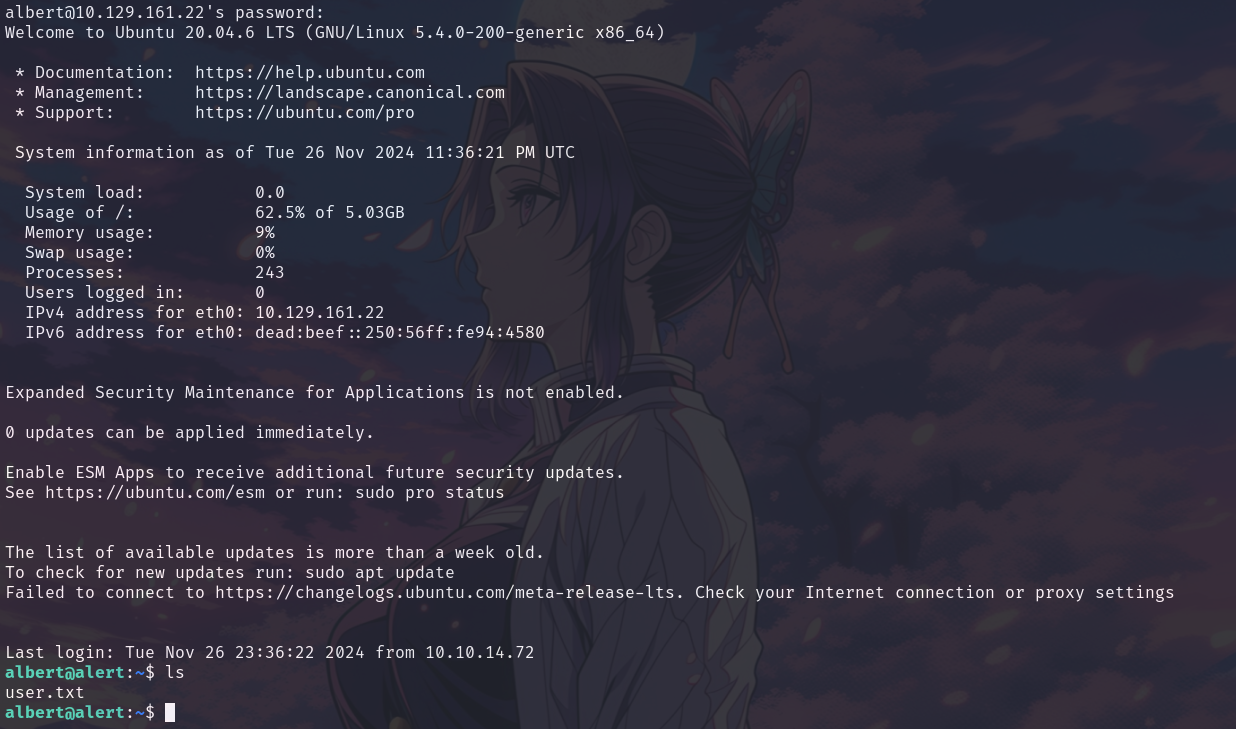 albert@10.129.161.22's password:
Welcome to Ubuntu 20.04.6 LTS (GNU/Linux 5.4.0-200-generic x86_64)
* Documentation:  https://help.ubuntu.com
* Management:     https://landscape.canonical.com
* Support:        https://ubuntu.com/pro
System information as of Tue 26 Nov 2024 11:36:21 PM UTC
System load:           0.0
Usage of /:            62.5% of 5.03GB
Memory usage:          9%
Swap usage:            0%
Processes:             243
Users logged in:       0
IPv4 address for eth0: 10.129.161.22
IPv6 address for eth0: dead:beef::250:56ff:fe94:4580
Expanded Security Maintenance for Applications is not enabled.
0 updates can be applied immediately.
Enable ESM Apps to receive additional future security updates.
See https://ubuntu.com/esm or run: sudo pro status
The list of available updates is more than a week old.
To check for new updates run: sudo apt update
Failed to connect to https://changelogs.ubuntu.com/meta-release-lts. Check your Internet connection or proxy settings
Last login: Tue Nov 26 23:36:22 2024 from 10.10.14.72
albert@alert:~$ ls
user.txt
albert@alert:~$